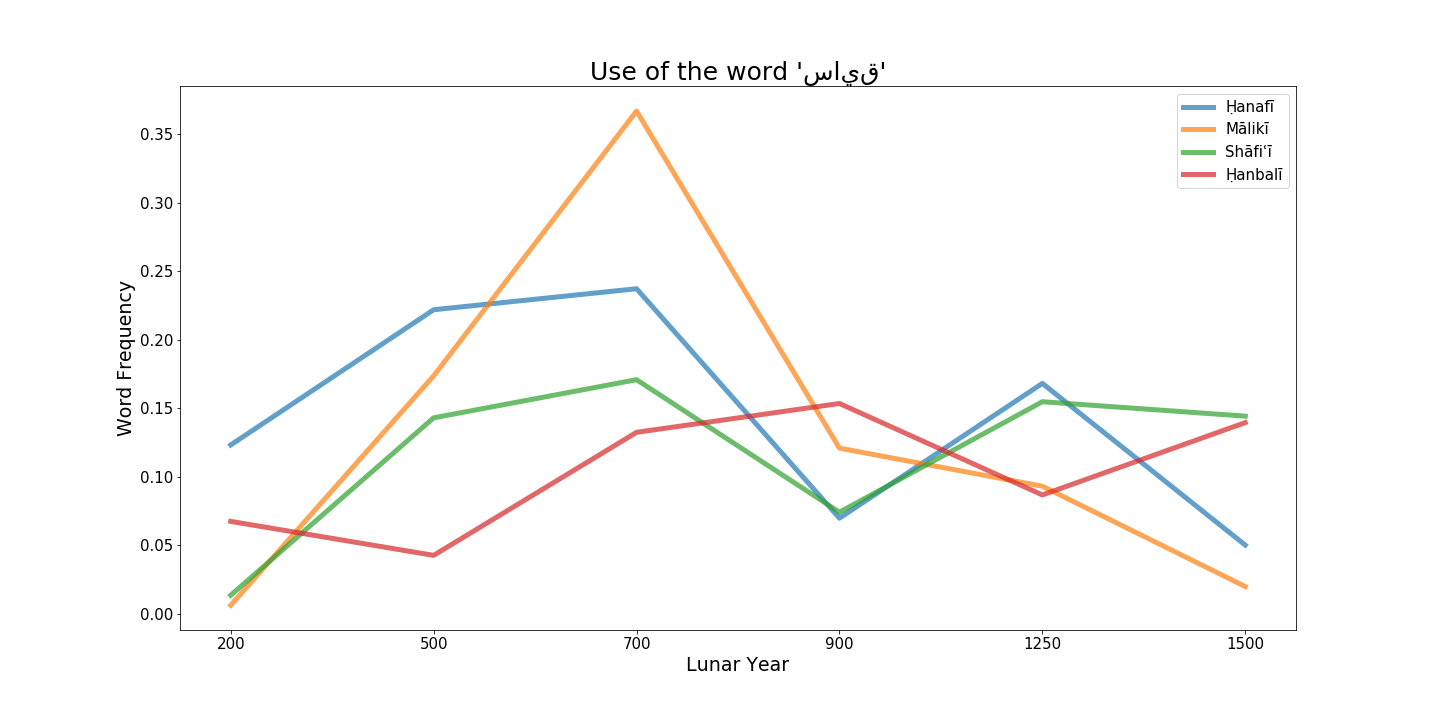 Use of the word 'قياس'
Ḥanafī
Mālikī
Shāfiʿī
Ḥanbalī
Word Frequency
0.35
0.30
0.25
0.20
0.15
0.10
0.05
0.00
200 500 700 900 1250 1500
Lunar Year